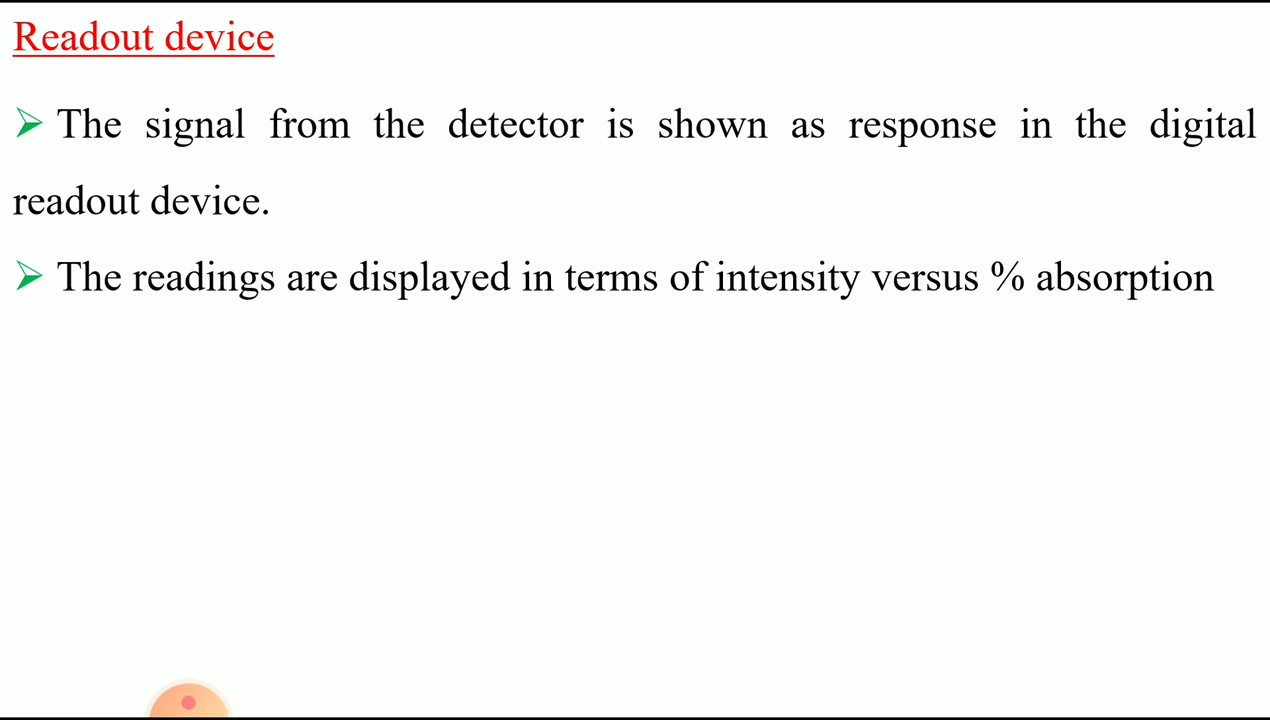 Readout device
➢ The signal from the detector is shown as response in the digital
readout device.
➢ The readings are displayed in terms of intensity versus % absorption